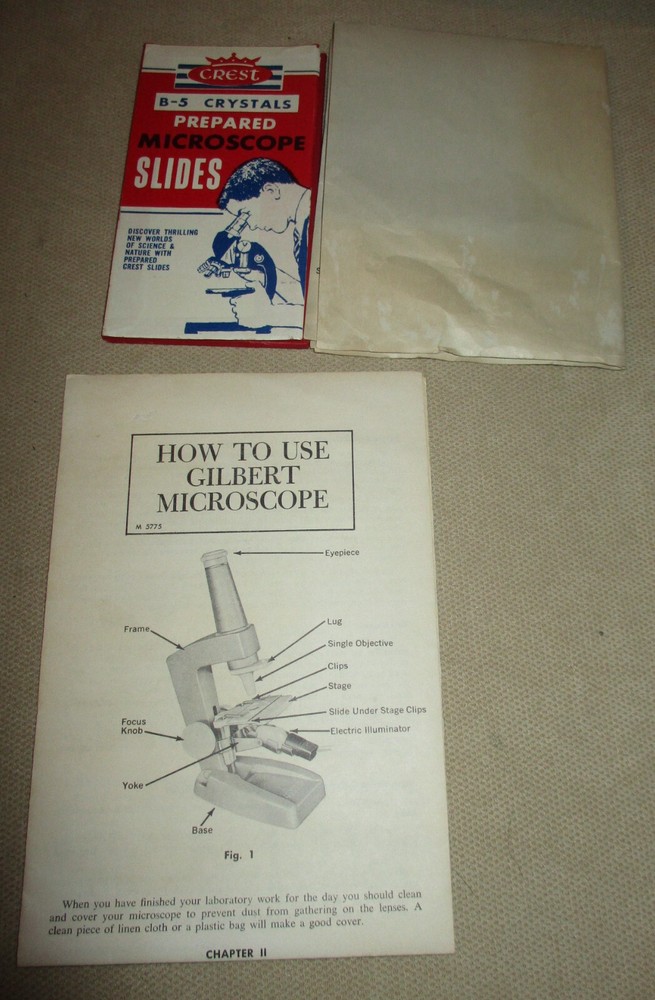 CREST
B-5 CRYSTALS
PREPARED
MICROSCOPE
SLIDES
DISCOVER THRILLING
NEW WORLDS
OF SCIENCE &
NATURE WITH
PREPARED
CREST SLIDES
HOW TO USE
GILBERT
MICROSCOPE
M 5775
Eyepiece
Frame
Lug
Single Objective
Clips
Stage
Slide Under Stage Clips
Focus
Knob
Electric Illuminator
Yoke
Base
Fig. 1
When you have finished your laboratory work for the day you should clean
and cover your microscope to prevent dust from gathering on the lenses. A
clean piece of linen cloth or a plastic bag will make a good cover.
CHAPTER II